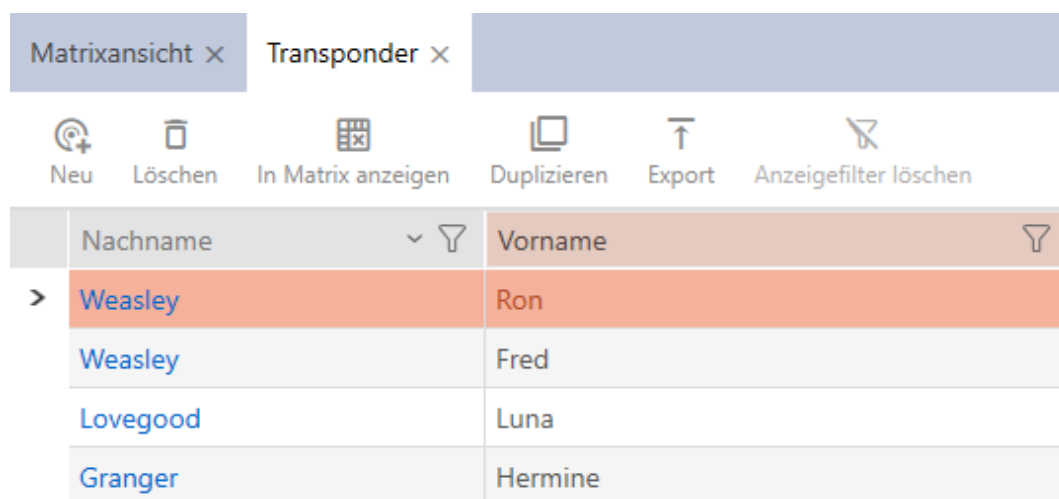 Matrixansicht × Transponder ×
Neu Löschen In Matrix anzeigen Duplizieren Export Anzeigefilter löschen
Nachname Vorname
Weasley Ron
Weasley Fred
Lovegood Luna
Granger Hermine